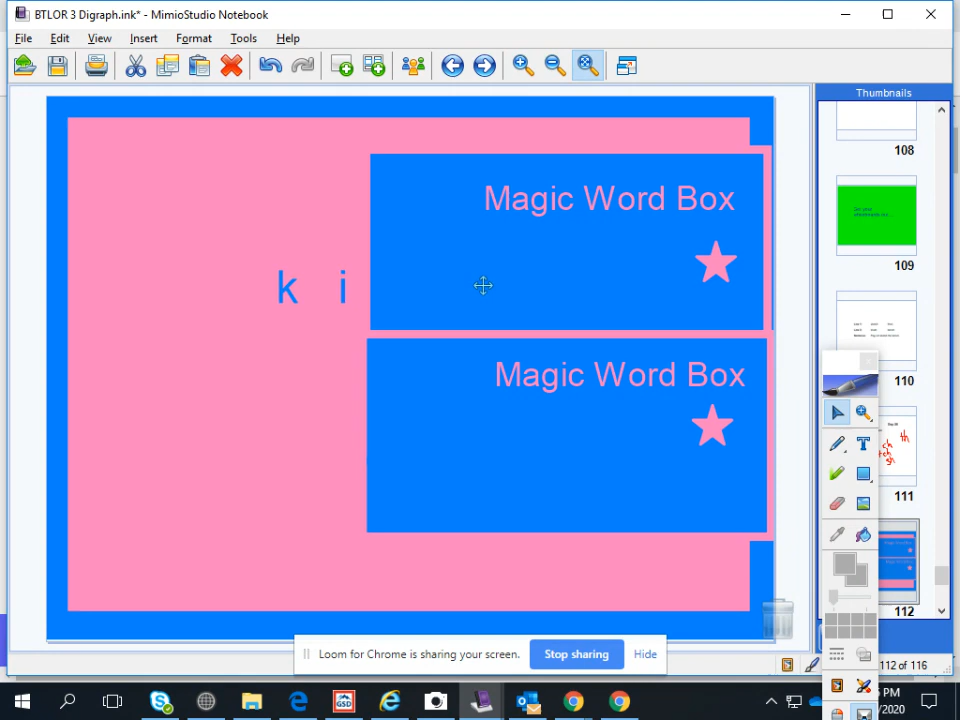 BTLOR 3 Digraph.ink* - MimioStudio Notebook
File Edit View Insert Format Tools Help
Thumbnails
108
109
110
111
112
Magic Word Box
k i
Magic Word Box
Loom for Chrome is sharing your screen. Stop sharing Hide
112 of 116
GSD
PM
/2020